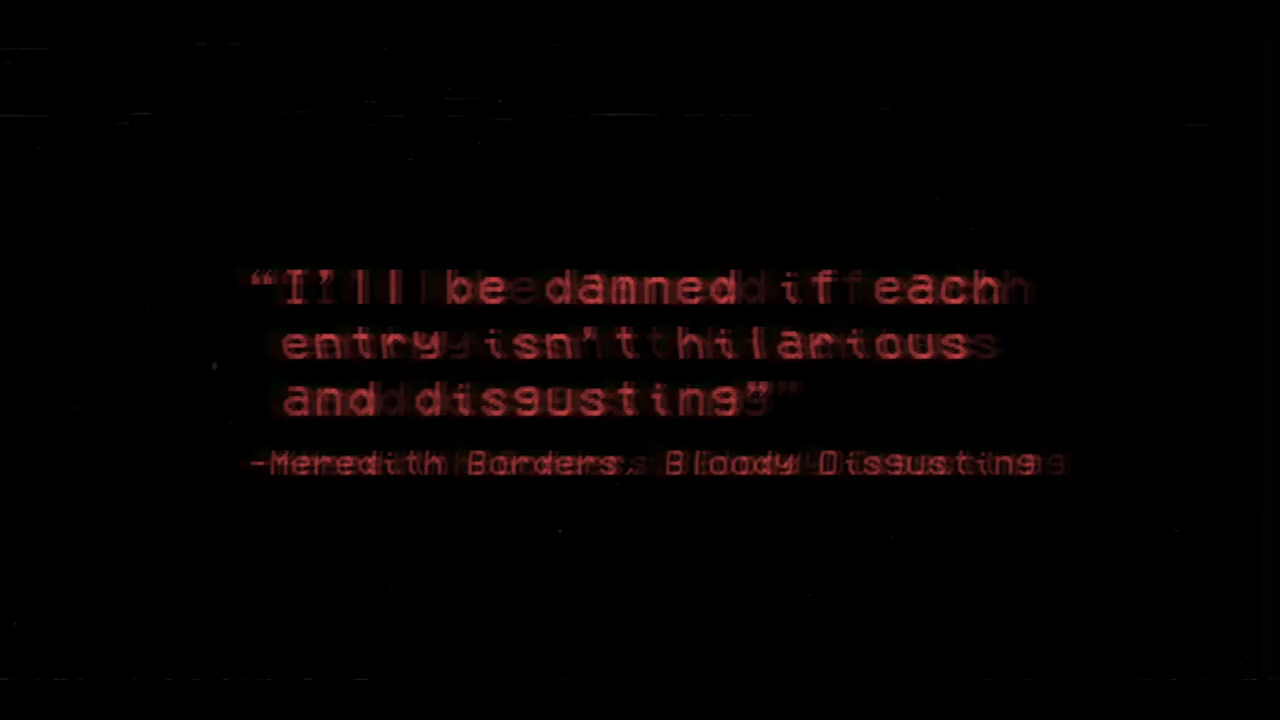 “I’ll be damned if each
entry isn’t hilarious
and disgusting”
-Meredith Borders, Bloody Disgusting